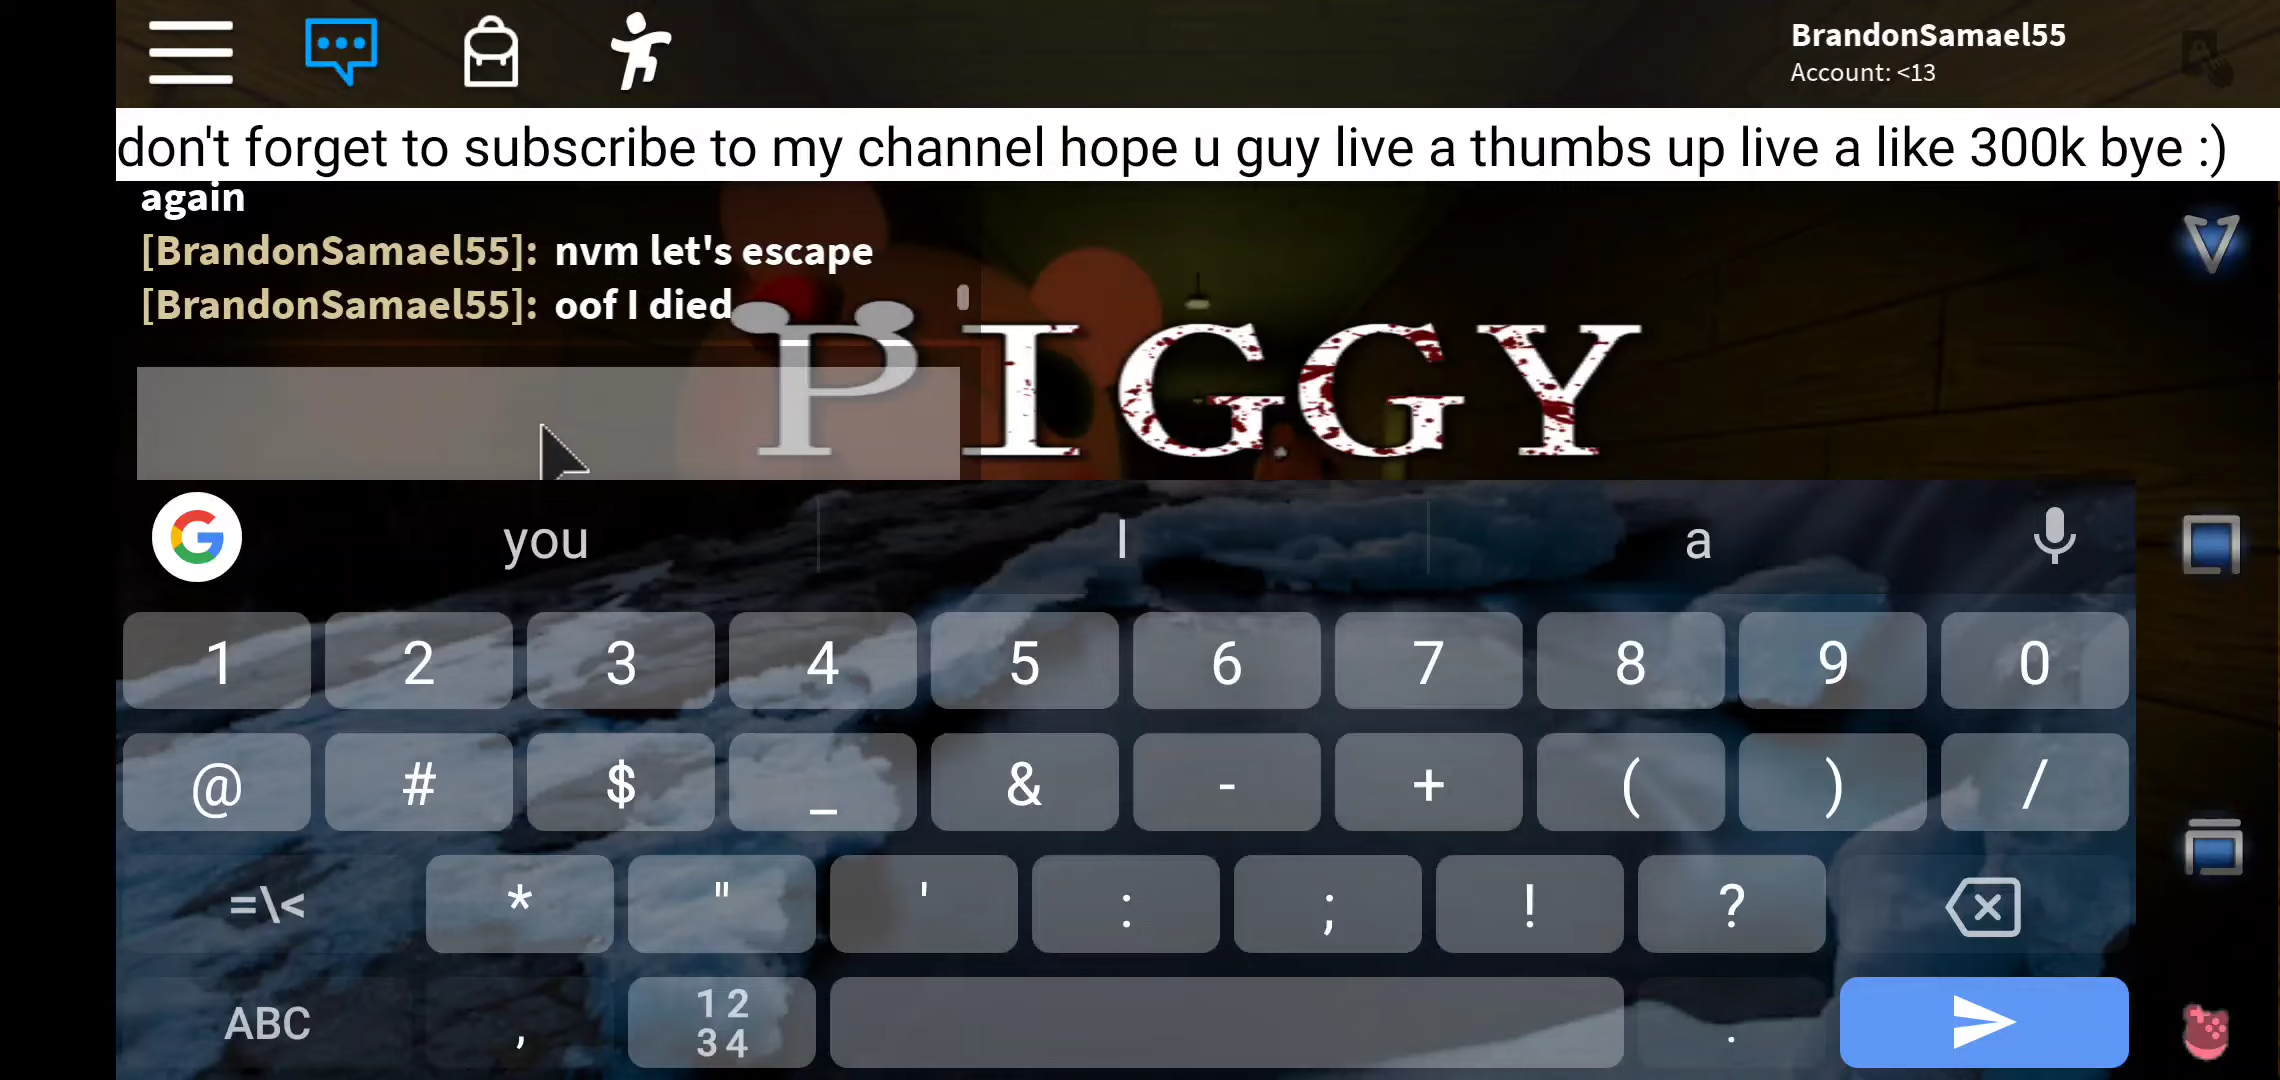 BrandonSamael55
Account: <13
don't forget to subscribe to my channel hope u guy live a thumbs up live a like 300k bye :)
again
[BrandonSamael55]: nvm let's escape
[BrandonSamael55]: oof I died
PIGGY
G you I a
1 2 3 4 5 6 7 8 9 0
@ # $ _ & - + ( ) /
=\< * " ' : ; ! ?
ABC , 12 34 .